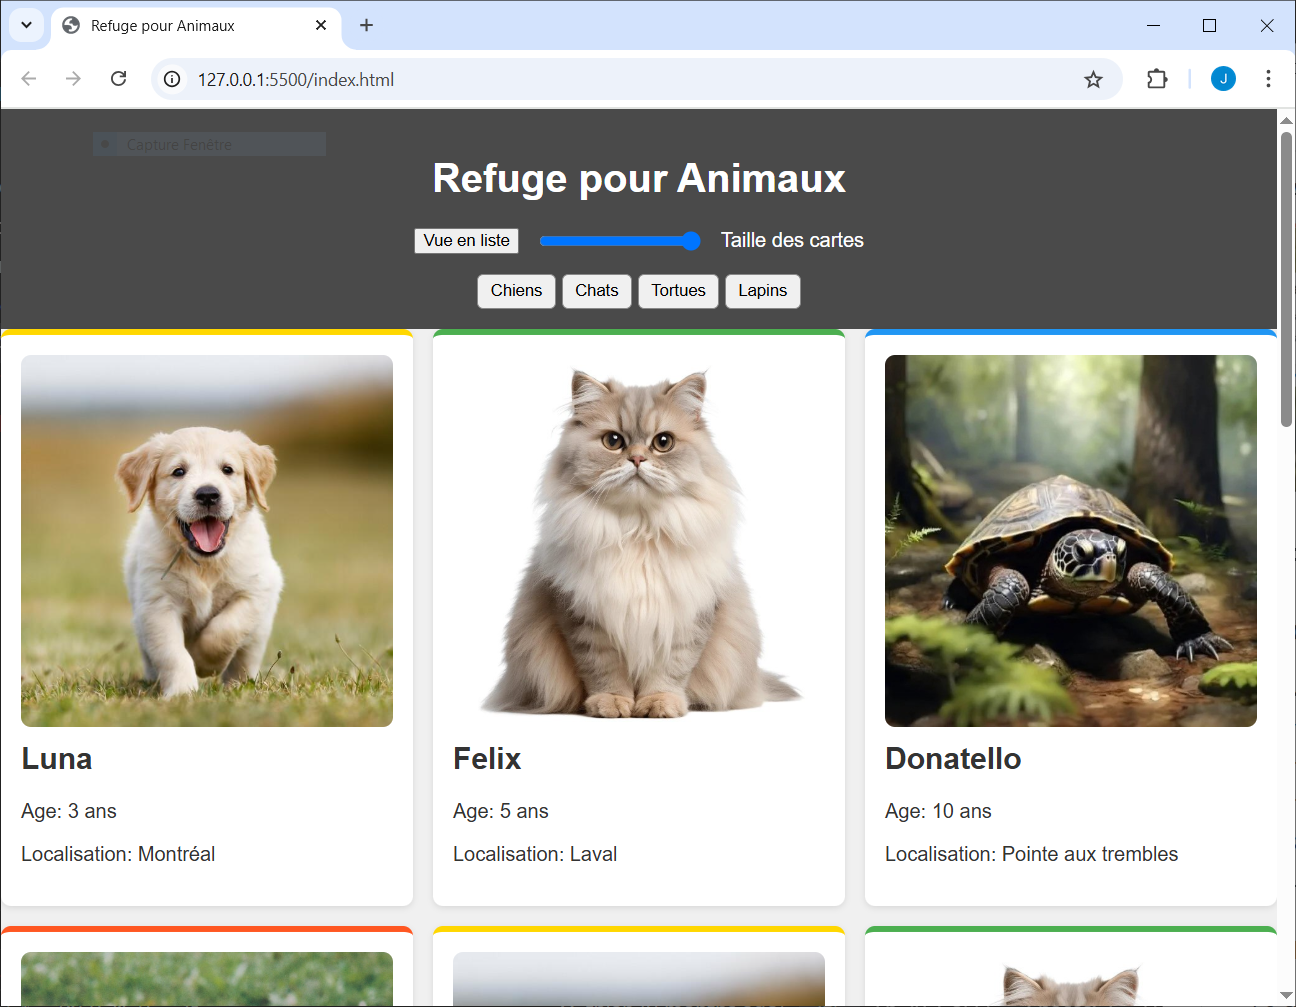 Refuge pour Animaux
127.0.0.1:5500/index.html
J
Capture Fenêtre
Refuge pour Animaux
Vue en liste Taille des cartes
Chiens Chats Tortues Lapins
Luna Felix Donatello
Age: 3 ans Age: 5 ans Age: 10 ans
Localisation: Montréal Localisation: Laval Localisation: Pointe aux trembles